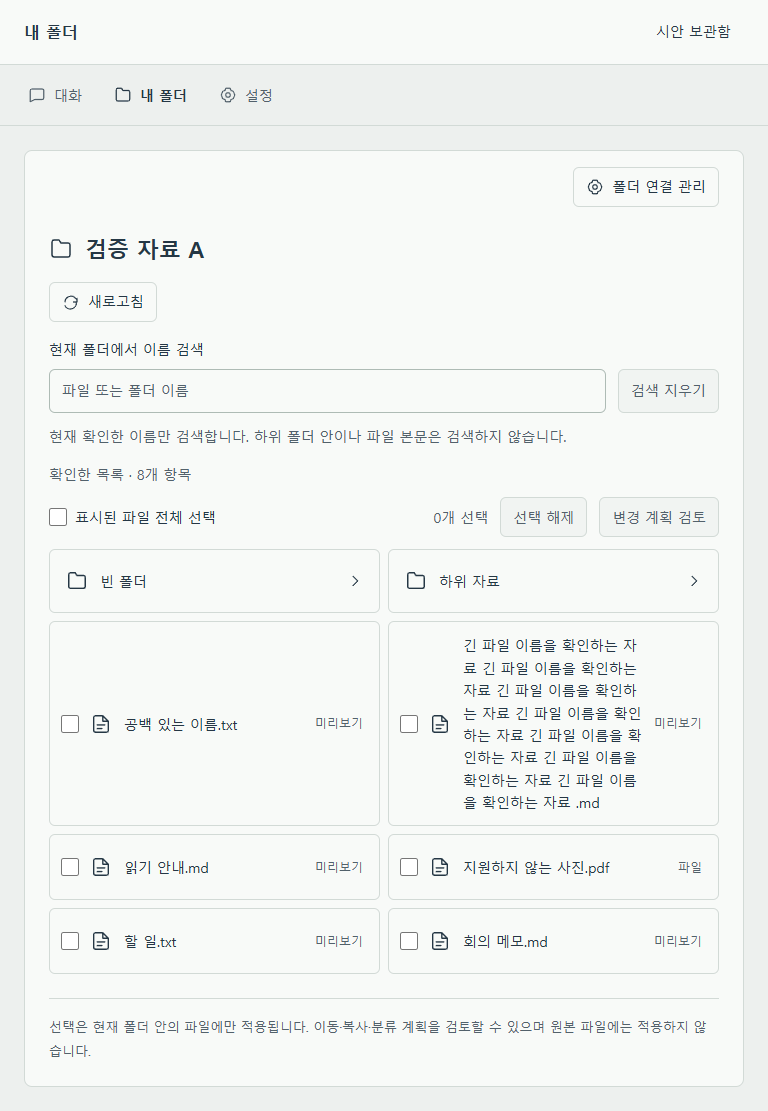 내 폴더
시안 보관함
대화
내 폴더
설정
폴더 연결 관리
검증 자료 A
새로고침
현재 폴더에서 이름 검색
파일 또는 폴더 이름
검색 지우기
현재 확인한 이름만 검색합니다. 하위 폴더 안이나 파일 본문은 검색하지 않습니다.
확인한 목록 · 8개 항목
표시된 파일 전체 선택
0개 선택
선택 해제
변경 계획 검토
빈 폴더
하위 자료
공백 있는 이름.txt
미리보기
긴 파일 이름을 확인하는 자
료 긴 파일 이름을 확인하는
자료 긴 파일 이름을 확인하
는 자료 긴 파일 이름을 확인
하는 자료 긴 파일 이름을 확
인하는 자료 긴 파일 이름을
확인하는 자료 긴 파일 이름
을 확인하는 자료 .md
미리보기
읽기 안내.md
미리보기
지원하지 않는 사진.pdf
파일
할 일.txt
미리보기
회의 메모.md
미리보기
선택은 현재 폴더 안의 파일에만 적용됩니다. 이동·복사·분류 계획을 검토할 수 있으며 원본 파일에는 적용하지 않
습니다.